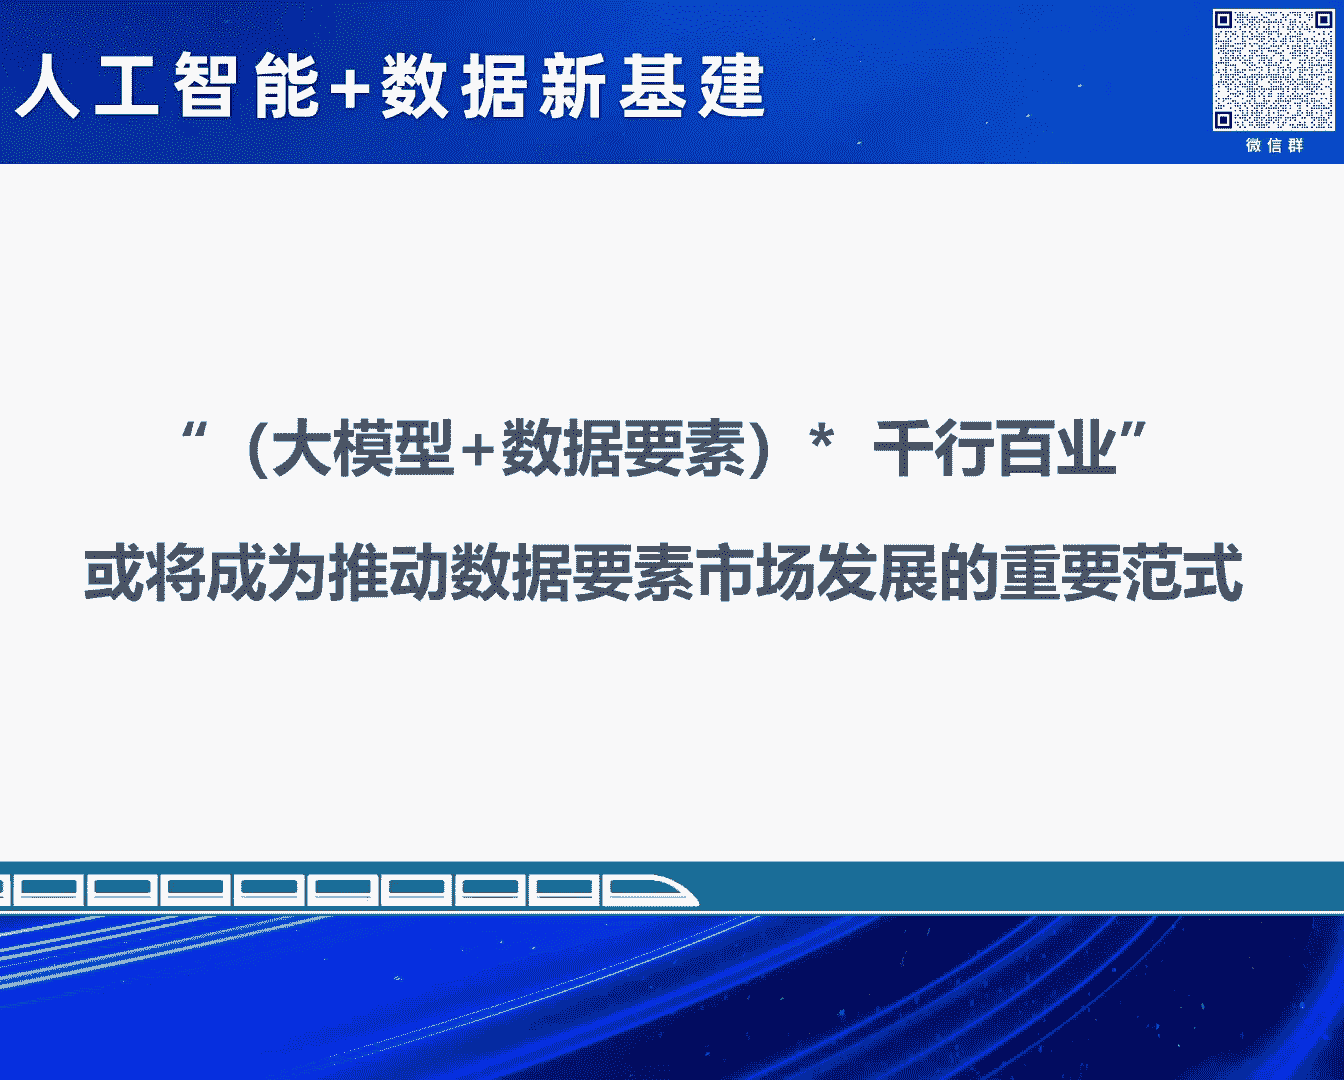 人工智能+数据新基建
微信群
“（大模型+数据要素）* 千行百业”
或将成为推动数据要素市场发展的重要范式